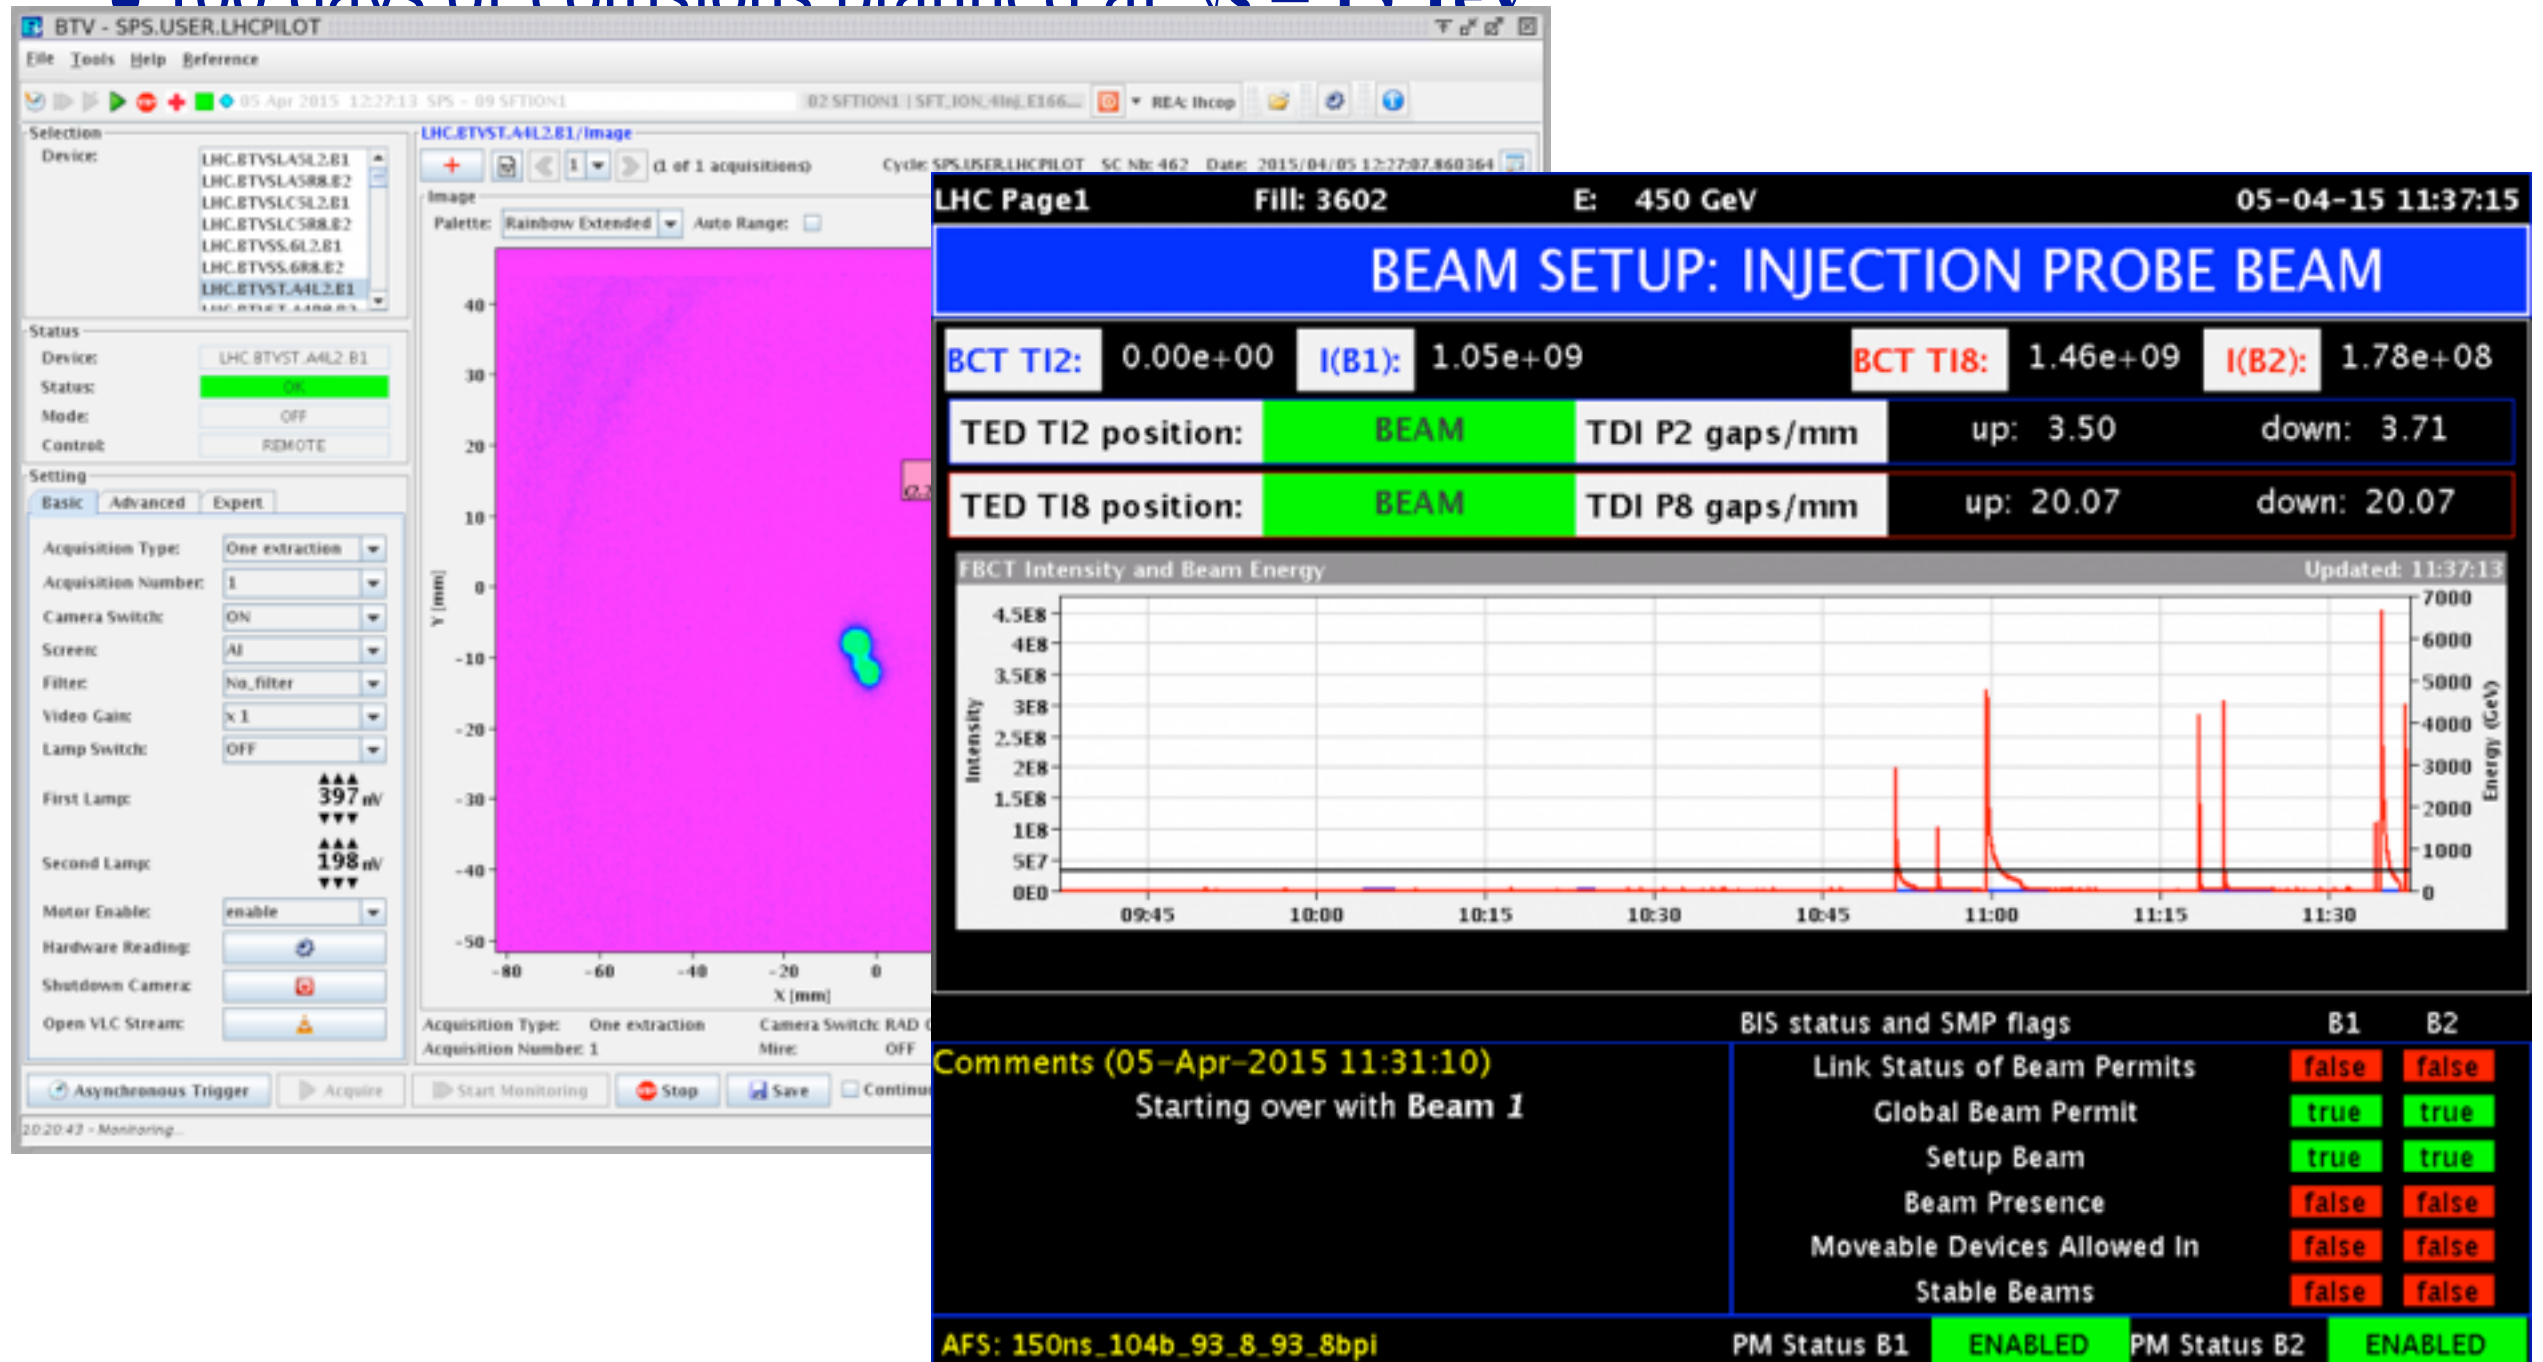 BTV - SPS.USER.LHCPILOT
File Tools Help Reference
05 Apr 2015 12:27:13 SPS - 09 SFTION1 02 SFTION1 | SFT_ION_4Inj_E166... REA: lhcop
Selection
Device:
LHC.BTVSLA5L2.B1
LHC.BTVSLA5R8.B2
LHC.BTVSLC5L2.B1
LHC.BTVSLC5R8.B2
LHC.BTVSS.6L2.B1
LHC.BTVSS.6R8.B2
LHC.BTVST.A4L2.B1
Status
Device: LHC.BTVST.A4L2.B1
Status: OK
Mode: OFF
Control: REMOTE
Setting
Basic Advanced Expert
Acquisition Type: One extraction
Acquisition Number: 1
Camera Switch: ON
Screen: Al
Filter: No_filter
Video Gain: x 1
Lamp Switch: OFF
First Lamp: 397 mV
Second Lamp: 198 mV
Motor Enable: enable
Hardware Reading:
Shutdown Camera:
Open VLC Stream:
LHC.BTVST.A4L2.B1/Image
1 (1 of 1 acquisitions) Cycle: SPS.USER.LHCPILOT SC Nb: 462 Date: 2015/04/05 12:27:07.860364
Image
Palette: Rainbow Extended Auto Range:
40
30
20
10
0
-10
-20
-30
-40
-50
Y [mm]
-80 -60 -40 -20 0
X [mm]
Acquisition Type: One extraction Camera Switch: RAD
Acquisition Number: 1 Mire: OFF
Asynchronous Trigger Acquire Start Monitoring Stop Save
10:20:43 - Monitoring...
LHC Page1 Fill: 3602 E: 450 GeV 05-04-15 11:37:15
BEAM SETUP: INJECTION PROBE BEAM
BCT TI2: 0.00e+00 I(B1): 1.05e+09 BCT TI8: 1.46e+09 I(B2): 1.78e+08
TED TI2 position: BEAM TDI P2 gaps/mm up: 3.50 down: 3.71
TED TI8 position: BEAM TDI P8 gaps/mm up: 20.07 down: 20.07
FBCT Intensity and Beam Energy Updated: 11:37:13
Intensity
4.5E8
4E8
3.5E8
3E8
2.5E8
2E8
1.5E8
1E8
5E7
0E0
7000
6000
5000
4000
3000
2000
1000
0
Energy (GeV)
09:45 10:00 10:15 10:30 10:45 11:00 11:15 11:30
BIS status and SMP flags B1 B2
Comments (05-Apr-2015 11:31:10)
Starting over with Beam 1
Link Status of Beam Permits false false
Global Beam Permit true true
Setup Beam true true
Beam Presence false false
Moveable Devices Allowed In false false
Stable Beams false false
AFS: 150ns_104b_93_8_93_8bpi PM Status B1 ENABLED PM Status B2 ENABLED